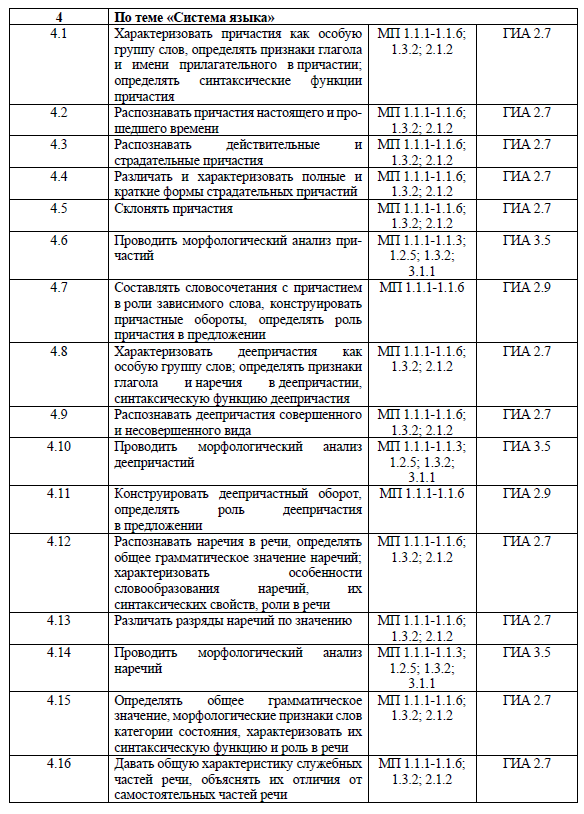 4 По теме «Система языка»
4.1 Характеризовать причастия как особую МП 1.1.1-1.1.6; ГИА 2.7
группу слов, определять признаки глагола 1.3.2; 2.1.2
и имени прилагательного в причастии;
определять синтаксические функции
причастия
4.2 Распознавать причастия настоящего и про- МП 1.1.1-1.1.6; ГИА 2.7
шедшего времени 1.3.2; 2.1.2
4.3 Распознавать действительные и МП 1.1.1-1.1.6; ГИА 2.7
страдательные причастия 1.3.2; 2.1.2
4.4 Различать и характеризовать полные и МП 1.1.1-1.1.6; ГИА 2.7
краткие формы страдательных причастий 1.3.2; 2.1.2
4.5 Склонять причастия МП 1.1.1-1.1.6; ГИА 2.7
1.3.2; 2.1.2
4.6 Проводить морфологический анализ при- МП 1.1.1-1.1.3; ГИА 3.5
частий 1.2.5; 1.3.2;
3.1.1
4.7 Составлять словосочетания с причастием МП 1.1.1-1.1.6 ГИА 2.9
в роли зависимого слова, конструировать
причастные обороты, определять роль
причастия в предложении
4.8 Характеризовать деепричастия как МП 1.1.1-1.1.6; ГИА 2.7
особую группу слов; определять признаки 1.3.2; 2.1.2
глагола и наречия в деепричастии,
синтаксическую функцию деепричастия
4.9 Распознавать деепричастия совершенного МП 1.1.1-1.1.6; ГИА 2.7
и несовершенного вида 1.3.2; 2.1.2
4.10 Проводить морфологический анализ МП 1.1.1-1.1.3; ГИА 3.5
деепричастий 1.2.5; 1.3.2;
3.1.1
4.11 Конструировать деепричастный оборот, МП 1.1.1-1.1.6 ГИА 2.9
определять роль деепричастия
в предложении
4.12 Распознавать наречия в речи, определять МП 1.1.1-1.1.6; ГИА 2.7
общее грамматическое значение наречий; 1.3.2; 2.1.2
характеризовать особенности
словообразования наречий, их
синтаксических свойств, роли в речи
4.13 Различать разряды наречий по значению МП 1.1.1-1.1.6; ГИА 2.7
1.3.2; 2.1.2
4.14 Проводить морфологический анализ МП 1.1.1-1.1.3; ГИА 3.5
наречий 1.2.5; 1.3.2;
3.1.1
4.15 Определять общее грамматическое МП 1.1.1-1.1.6; ГИА 2.7
значение, морфологические признаки слов 1.3.2; 2.1.2
категории состояния, характеризовать их
синтаксическую функцию и роль в речи
4.16 Давать общую характеристику служебных МП 1.1.1-1.1.6; ГИА 2.7
частей речи, объяснять их отличия от 1.3.2; 2.1.2
самостоятельных частей речи